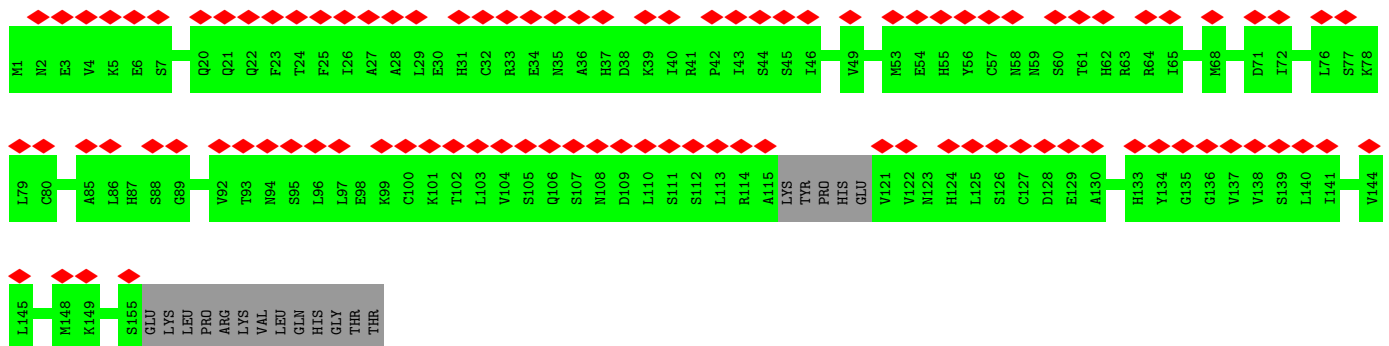 M1 N2 E3 V4 K5 E6 S7 Q20 Q21 Q22 F23 T24 F25 I26 A27 A28 L29 E30 H31 C32 R33 E34 N35 A36 H37 D38 K39 I40 R41 P42 I43 S44 S45 I46 V49 M53 E54 H55 Y56 C57 N58 N59 S60 T61 H62 R63 R64 I65 M68 D71 I72 L76 S77 K78
L79 C80 A85 L86 H87 S88 G89 V92 T93 N94 S95 L96 L97 E98 K99 C100 K101 T102 L103 V104 S105 Q106 S107 N108 D109 L110 S111 S112 L113 R114 A115 LYS TYR PRO HIS GLU V121 V122 N123 H124 L125 S126 C127 D128 E129 A130 H133 Y134 G135 G136 V137 V138 S139 L140 I141 V144
L145 M148 K149 S155 GLU LYS LEU PRO ARG LYS VAL LEU GLN HIS GLY THR THR